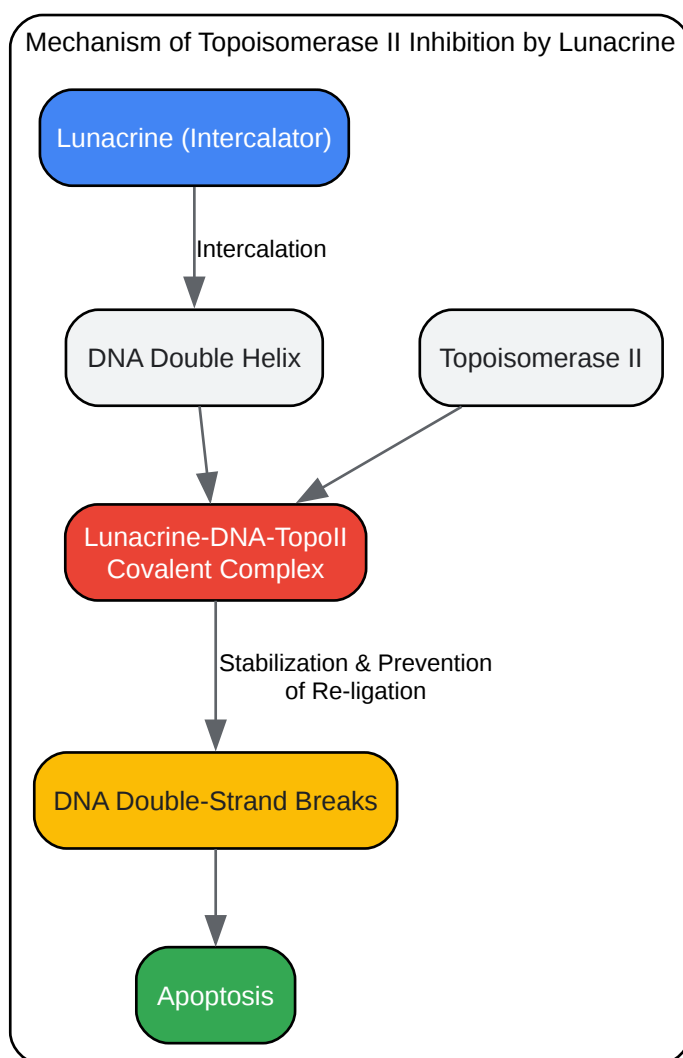 Mechanism of Topoisomerase II Inhibition by Lunacrine
Lunacrine (Intercalator)
Intercalation
DNA Double Helix
Topoisomerase II
Lunacrine-DNA-TopoII
Covalent Complex
Stabilization & Prevention
of Re-ligation
DNA Double-Strand Breaks
Apoptosis